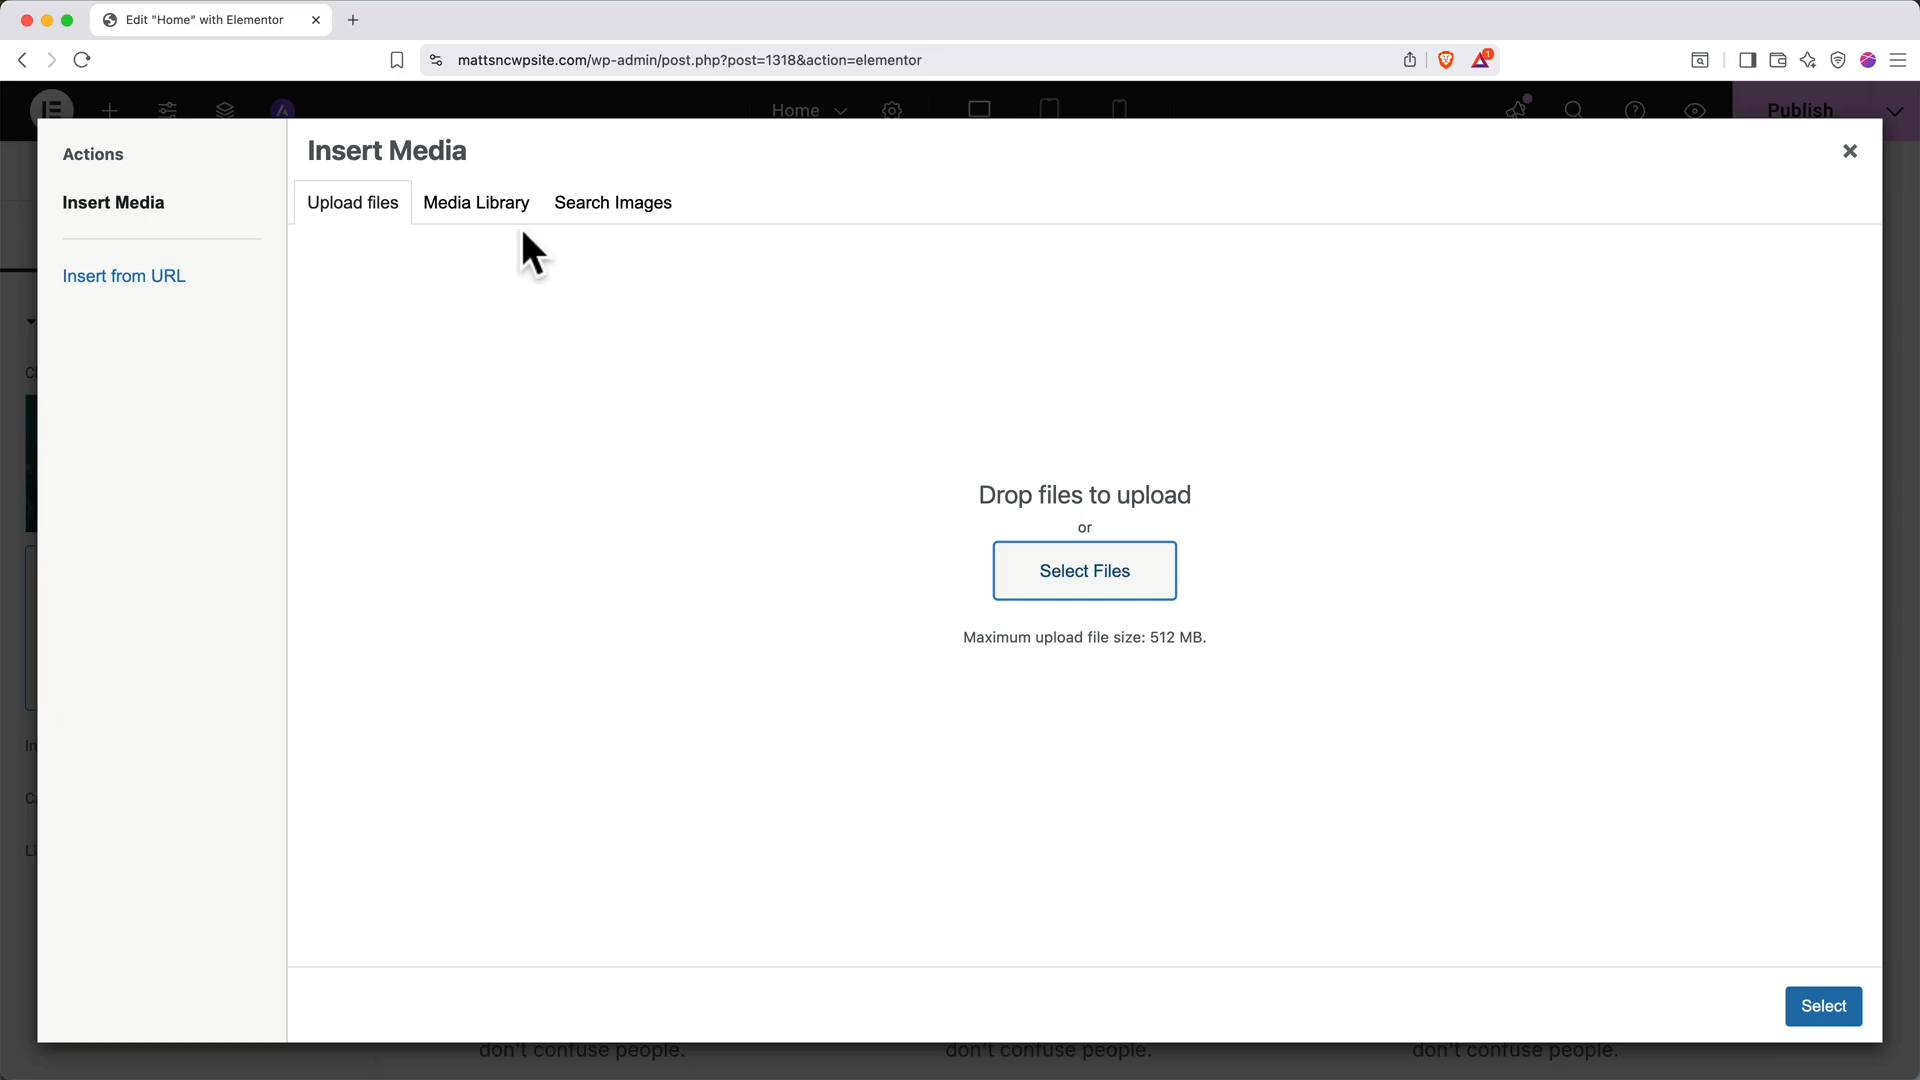 Edit "Home" with Elementor
mattsncwpsite.com/wp-admin/post.php?post=1318&action=elementor
1
Home
Publish
Actions
Insert Media
Insert from URL
Insert Media
Upload files
Media Library
Search Images
Drop files to upload
or
Select Files
Maximum upload file size: 512 MB.
Select
don't confuse people.
don't confuse people.
don't confuse people.